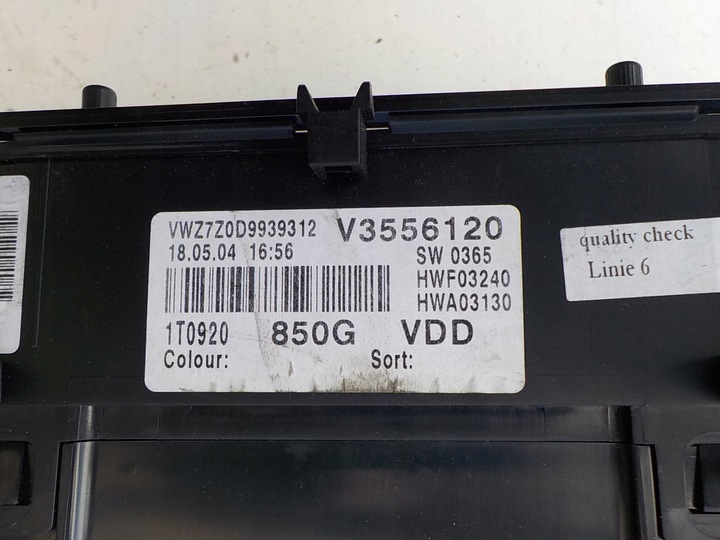 VWZ7Z0D9939312 V3556120
18.05.04 16:56 SW 0365
HWF03240
HWA03130
1T0920 850G VDD
Colour: Sort:
quality check
Linie 6